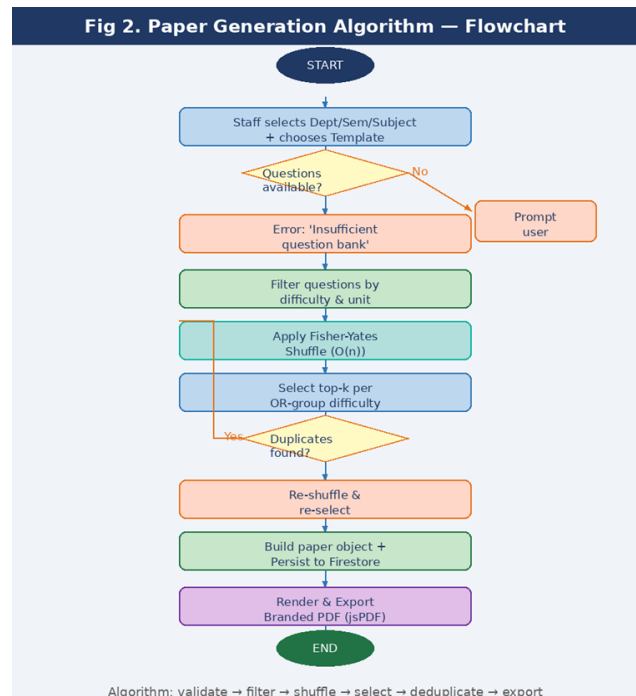 Fig 2. Paper Generation Algorithm — Flowchart
START
Staff selects Dept/Sem/Subject
+ chooses Template
Questions
available?
No
Prompt
user
Error: 'Insufficient
question bank'
Filter questions by
difficulty & unit
Apply Fisher-Yates
Shuffle (O(n))
Select top-k per
OR-group difficulty
Yes
Duplicates
found?
Re-shuffle &
re-select
Build paper object +
Persist to Firestore
Render & Export
Branded PDF (jsPDF)
END
Algorithm: validate → filter → shuffle → select → deduplicate → export